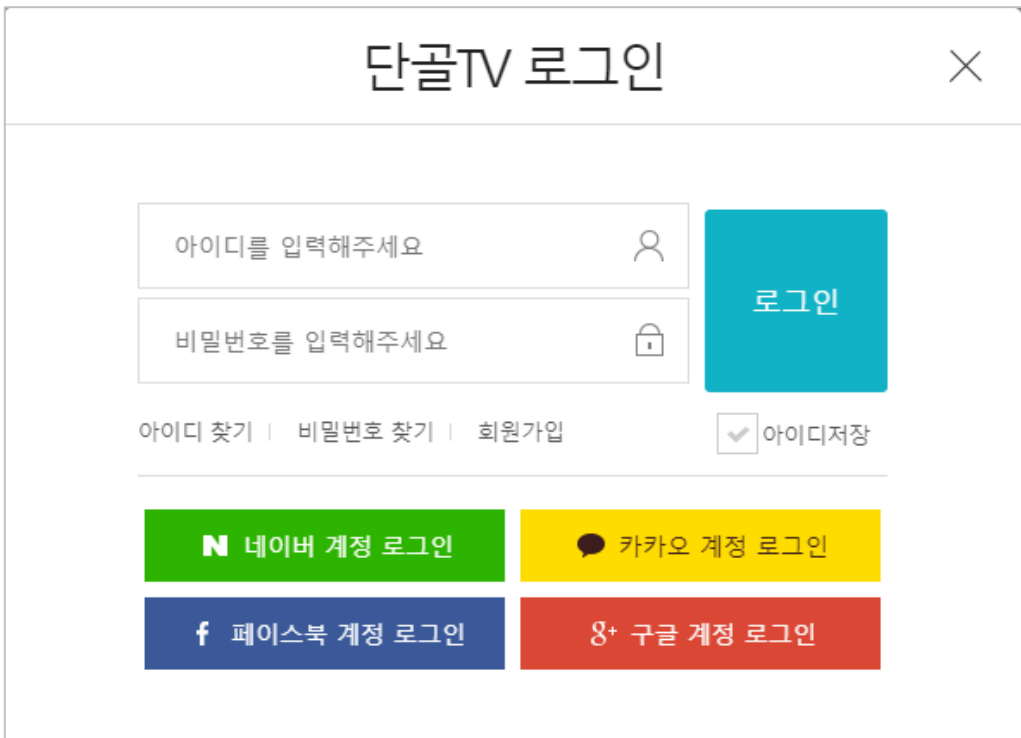 단골TV 로그인
아이디를 입력해주세요
비밀번호를 입력해주세요
로그인
아이디 찾기 | 비밀번호 찾기 | 회원가입
아이디저장
N 네이버 계정 로그인
카카오 계정 로그인
f 페이스북 계정 로그인
g+ 구글 계정 로그인